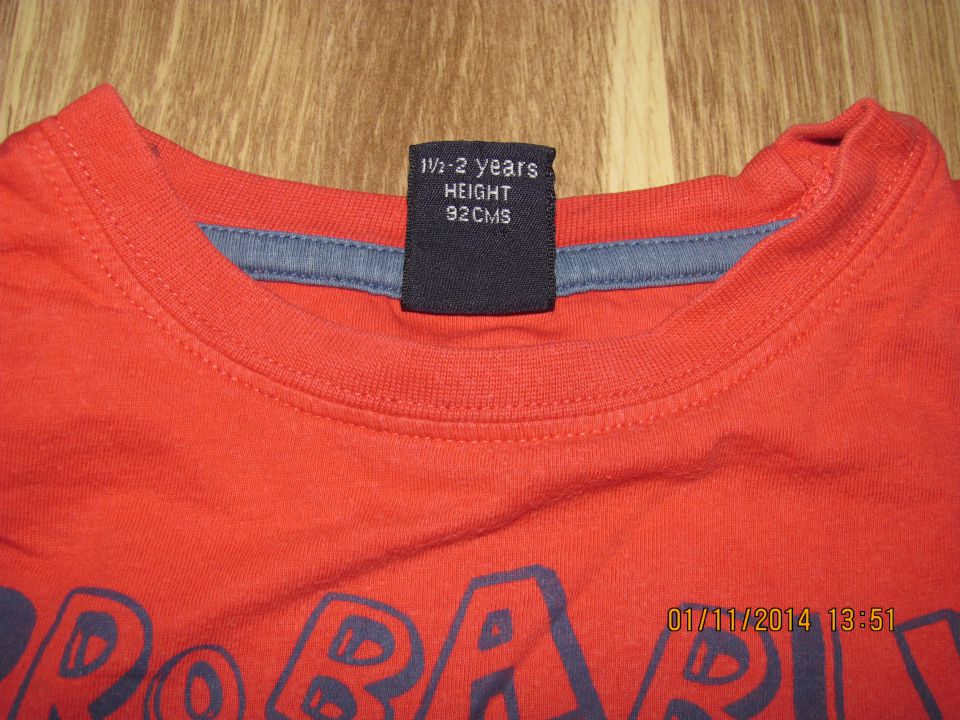 1½-2 years
HEIGHT
92CMS
01/11/2014 13:51